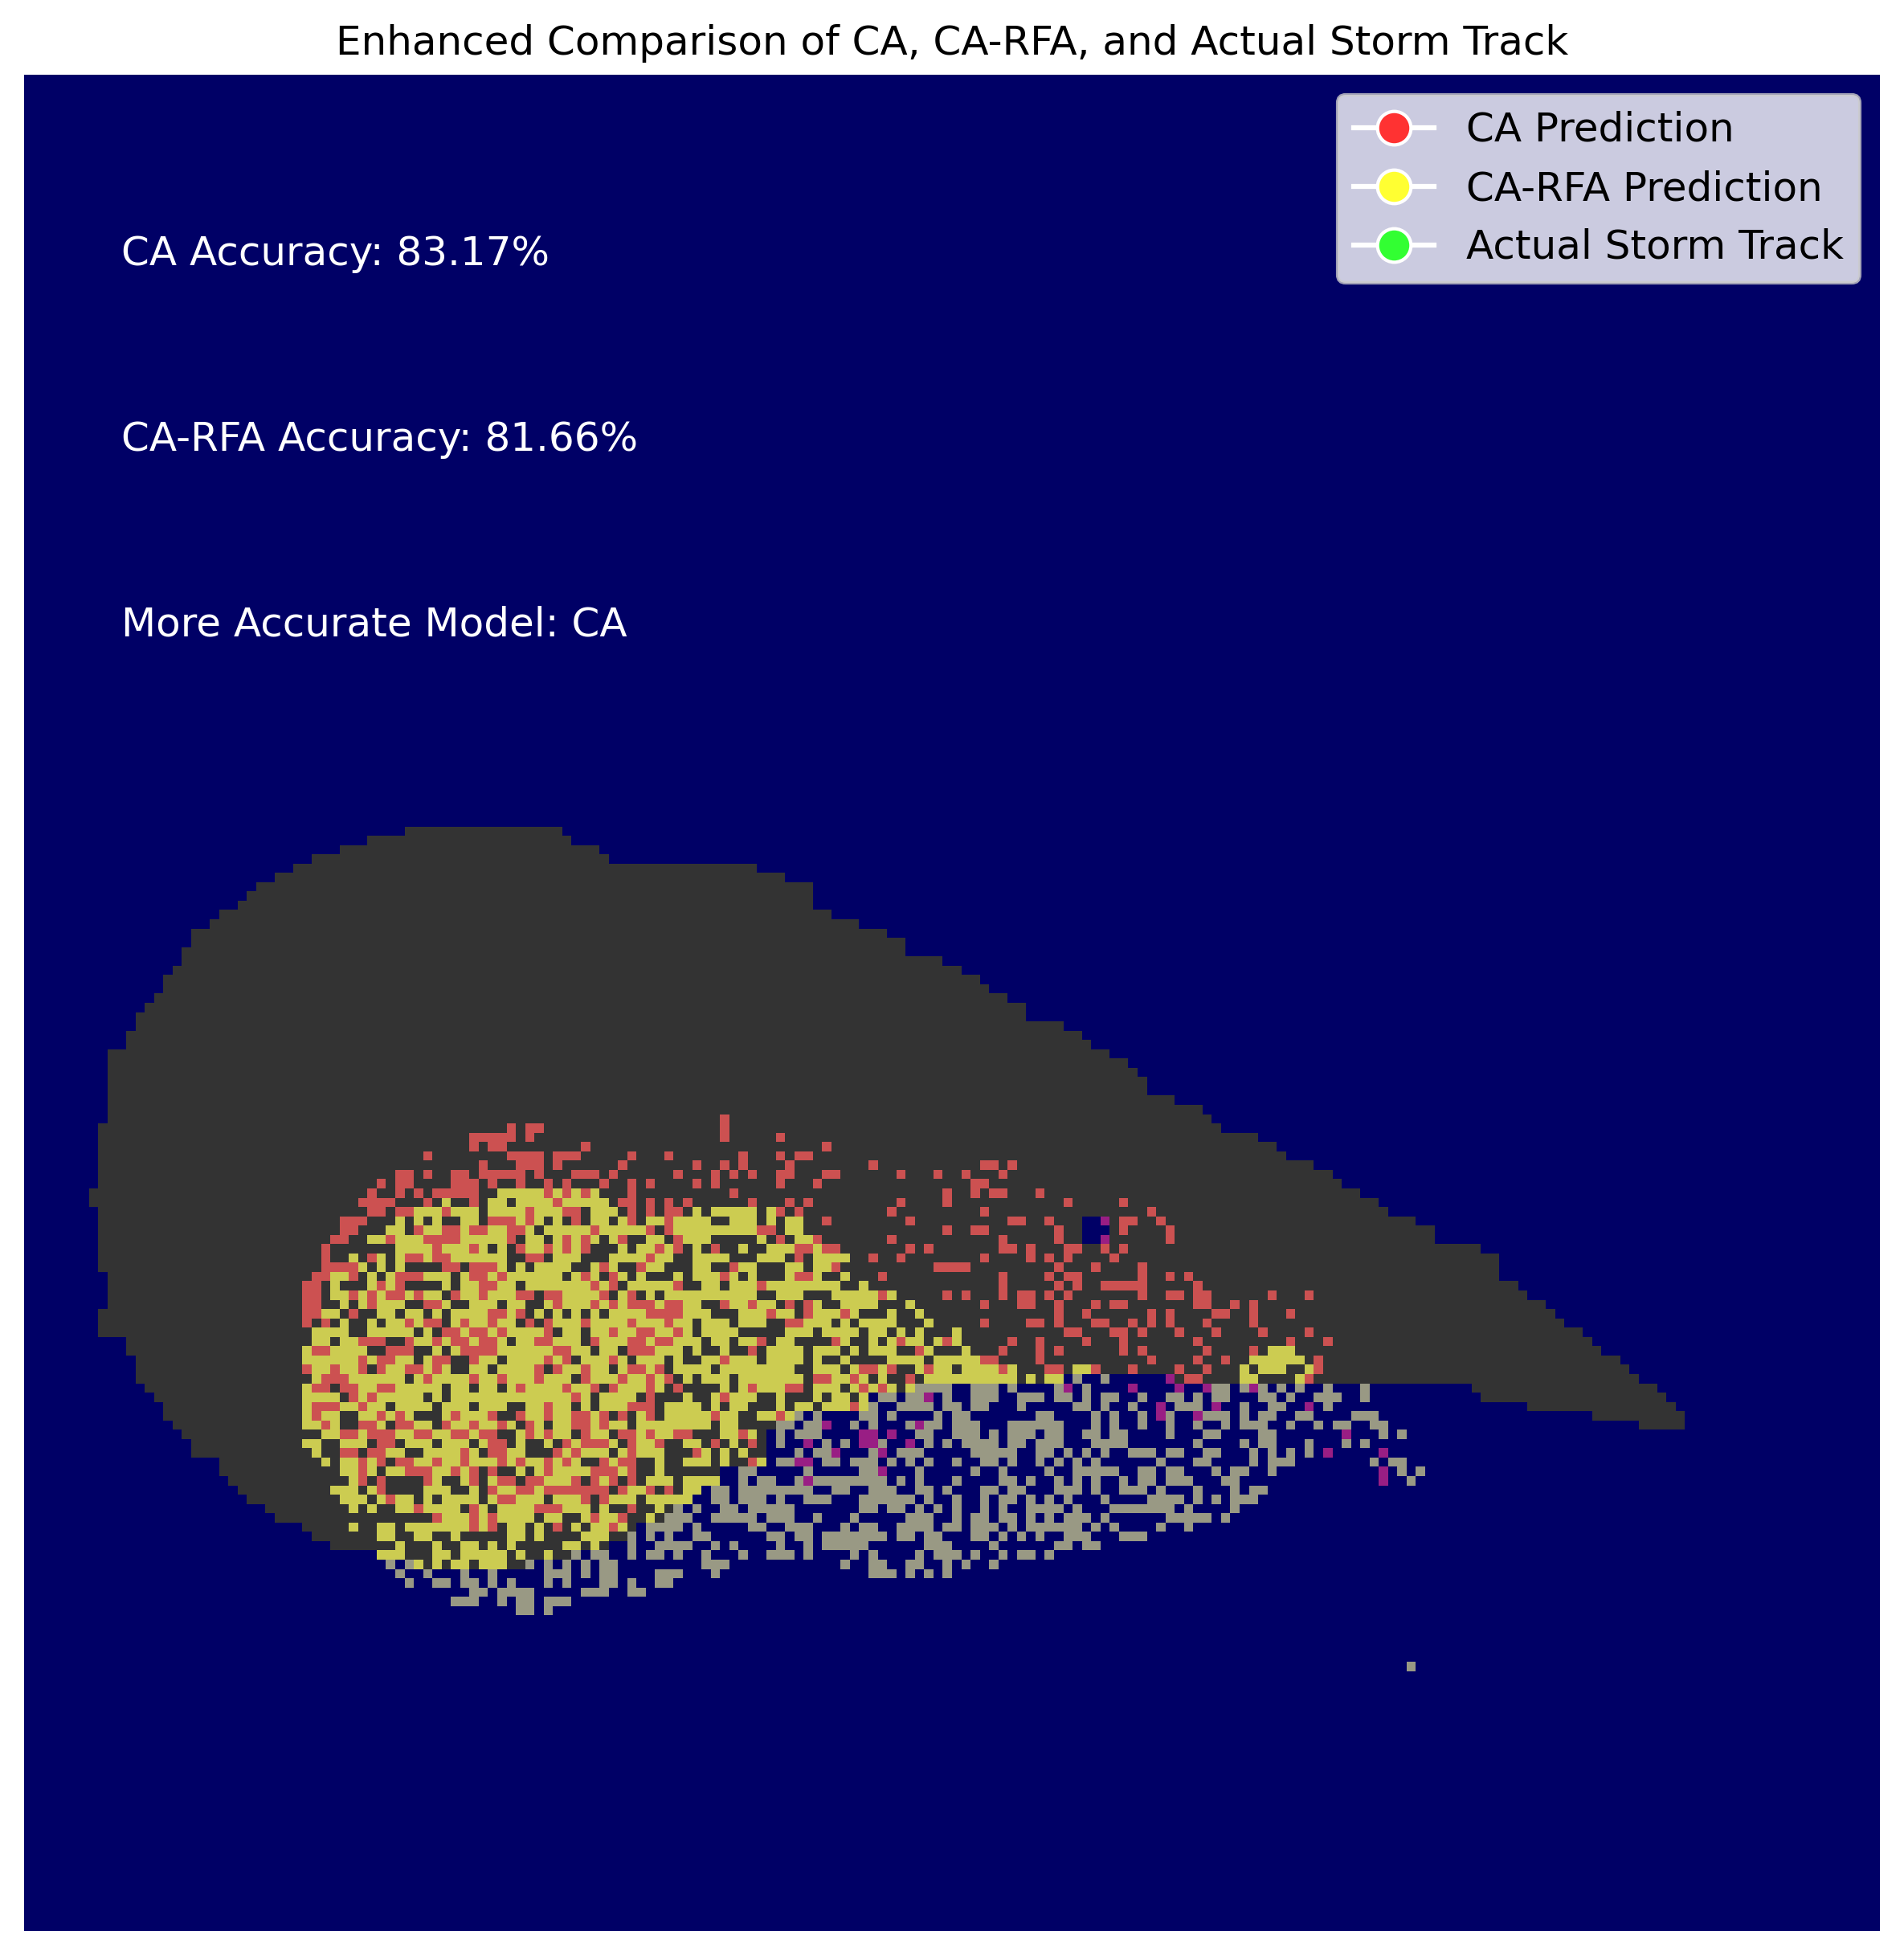 Enhanced Comparison of CA, CA-RFA, and Actual Storm Track
CA Prediction
CA-RFA Prediction
Actual Storm Track
CA Accuracy: 83.17%
CA-RFA Accuracy: 81.66%
More Accurate Model: CA